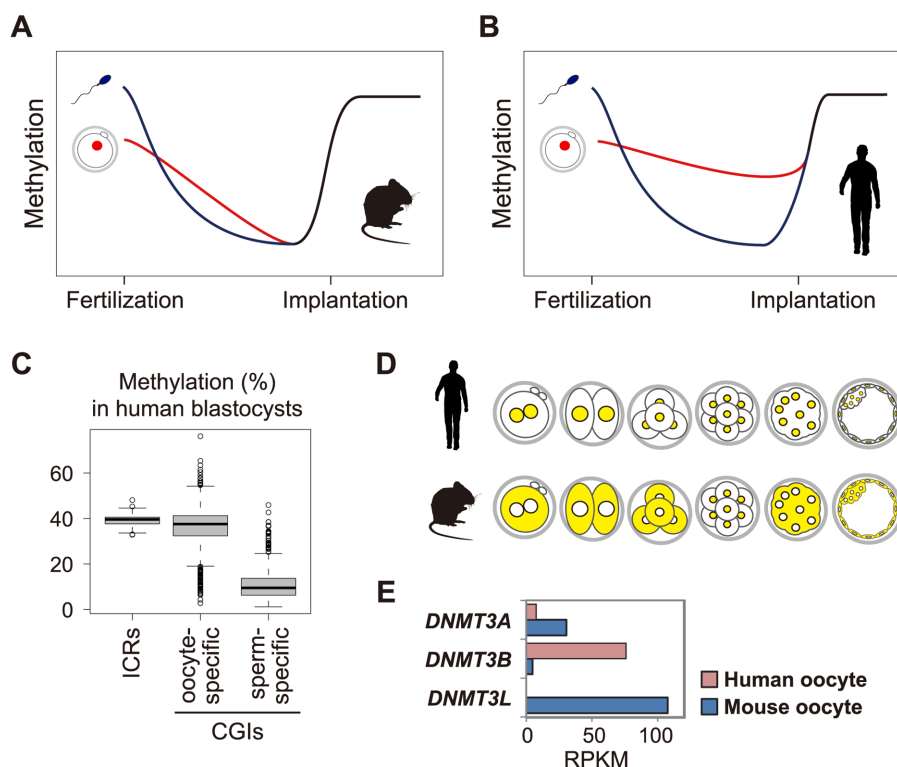 A
Methylation
Fertilization
Implantation
B
Methylation
Fertilization
Implantation
C
Methylation (%)
in human blastocysts
60
40
20
0
ICRs
oocyte-
specific
sperm-
specific
CGIs
D
E
DNMT3A
DNMT3B
DNMT3L
0
50
100
RPKM
Human oocyte
Mouse oocyte